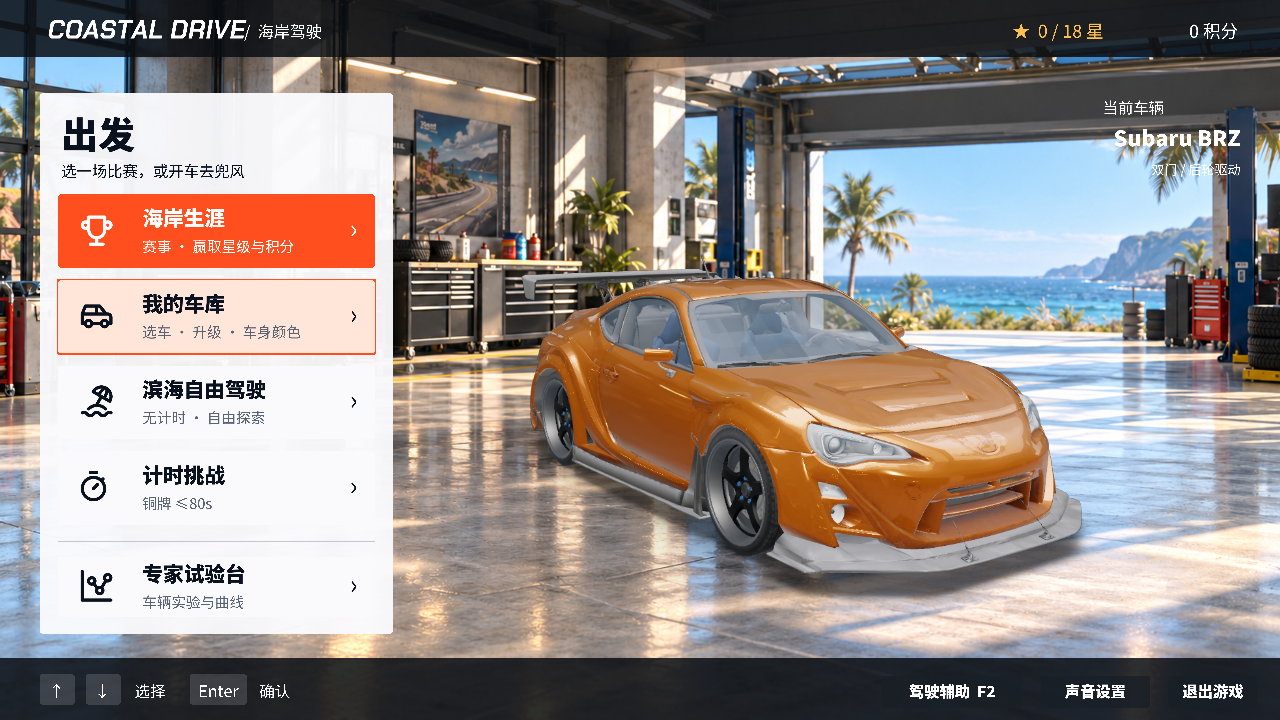 COASTAL DRIVE / 海岸驾驶
★ 0 / 18 星
0 积分
当前车辆
Subaru BRZ
双门 / 后轮驱动
出发
选一场比赛，或开车去兜风
海岸生涯
赛事 · 赢取星级与积分
我的车库
选车 · 升级 · 车身颜色
滨海自由驾驶
无计时 · 自由探索
计时挑战
铜牌 ≤80s
专家试验台
车辆实验与曲线
↑ ↓ 选择 Enter 确认
驾驶辅助 F2
声音设置
退出游戏